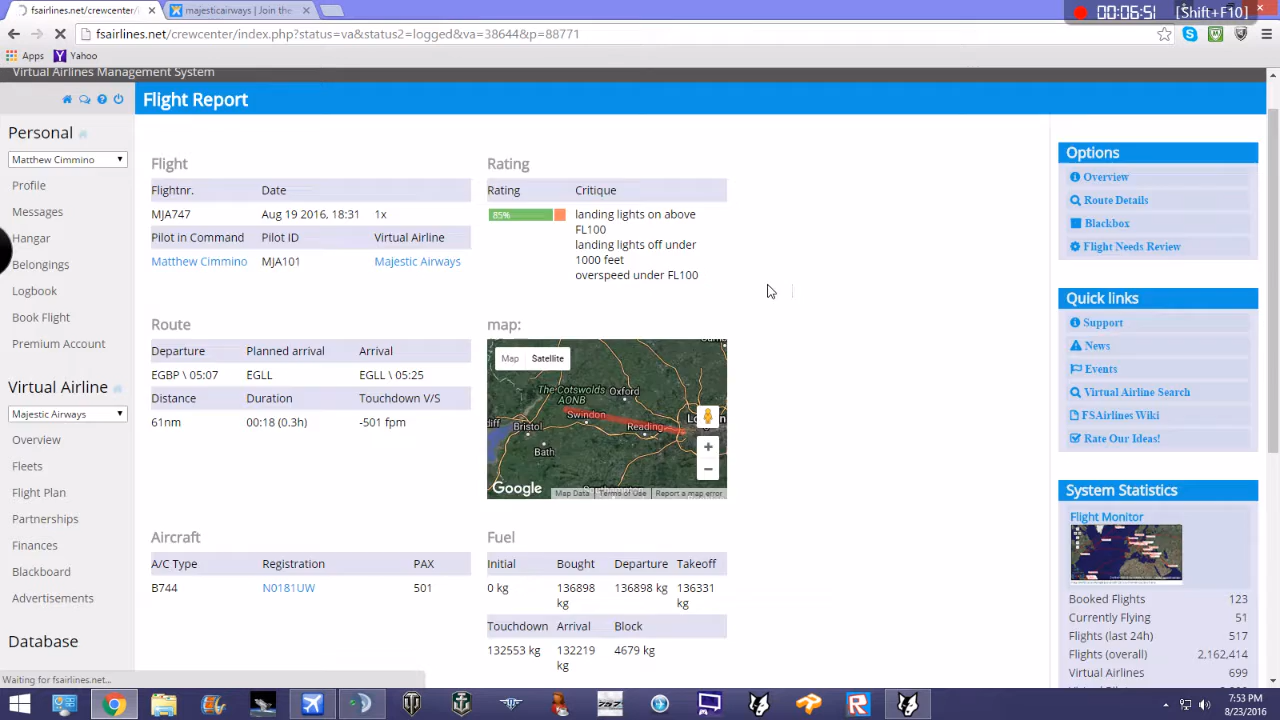 fsairlines.net/crewcenter/
majesticairways | Join the
00:06:51 [Shift+F10]
fsairlines.net/crewcenter/index.php?status=va&status2=logged&va=38644&p=88771
Apps
Yahoo
Virtual Airlines Management System
Flight Report
Personal
Matthew Cimmino
Profile
Messages
Hangar
Belongings
Logbook
Book Flight
Premium Account
Virtual Airline
Majestic Airways
Overview
Fleets
Flight Plan
Partnerships
Finances
Blackboard
Advertisements
Database
Flight
Flightnr. Date
MJA747 Aug 19 2016, 18:31 1x
Pilot in Command Pilot ID Virtual Airline
Matthew Cimmino MJA101 Majestic Airways
Rating
Rating Critique
85% landing lights on above
FL100
landing lights off under
1000 feet
overspeed under FL100
Route
Departure Planned arrival Arrival
EGBP \ 05:07 EGLL EGLL \ 05:25
Distance Duration Touchdown V/S
61nm 00:18 (0.3h) -501 fpm
map:
Map Satellite
The Cotswolds
AONB
Oxford
Swindon
Bristol
Reading
Bath
Google
Map Data Terms of Use Report a map error
Aircraft
A/C Type Registration PAX
B744 N0181UW 501
Fuel
Initial Bought Departure Takeoff
0 kg 136898 kg 136898 kg 136331 kg
Touchdown Arrival Block
132553 kg 132219 kg 4679 kg
Options
Overview
Route Details
Blackbox
Flight Needs Review
Quick links
Support
News
Events
Virtual Airline Search
FSAirlines Wiki
Rate Our Ideas!
System Statistics
Flight Monitor
Booked Flights 123
Currently Flying 51
Flights (last 24h) 517
Flights (overall) 2,162,414
Virtual Airlines 699
Waiting for fsairlines.net...
7:53 PM
8/23/2016